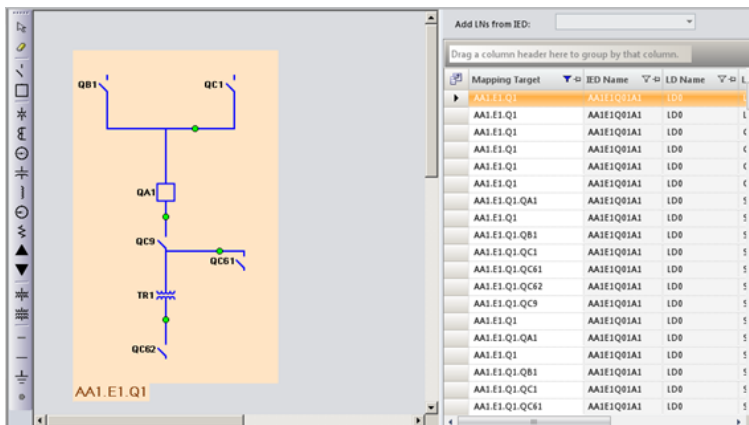 Add LNs from IED:
Drag a column header here to group by that column.
Mapping Target IED Name LD Name L
AA1.E1.Q1 AA1E1Q01A1 LD0
AA1.E1.Q1 AA1E1Q01A1 LD0 L
AA1.E1.Q1 AA1E1Q01A1 LD0 C
AA1.E1.Q1 AA1E1Q01A1 LD0 C
AA1.E1.Q1 AA1E1Q01A1 LD0 C
AA1.E1.Q1 AA1E1Q01A1 LD0 C
AA1.E1.Q1.QA1 AA1E1Q01A1 LD0 S
AA1.E1.Q1 AA1E1Q01A1 LD0 S
AA1.E1.Q1.QB1 AA1E1Q01A1 LD0 S
AA1.E1.Q1.QC1 AA1E1Q01A1 LD0 S
AA1.E1.Q1.QC61 AA1E1Q01A1 LD0 S
AA1.E1.Q1.QC62 AA1E1Q01A1 LD0 S
AA1.E1.Q1.QC9 AA1E1Q01A1 LD0 S
AA1.E1.Q1 AA1E1Q01A1 LD0 S
AA1.E1.Q1.QA1 AA1E1Q01A1 LD0 S
AA1.E1.Q1 AA1E1Q01A1 LD0 S
AA1.E1.Q1.QB1 AA1E1Q01A1 LD0 S
AA1.E1.Q1.QC1 AA1E1Q01A1 LD0 S
AA1.E1.Q1.QC61 AA1E1Q01A1 LD0 S
QB1
QC1
QA1
QC9
QC61
TR1
QC62
AA1.E1.Q1